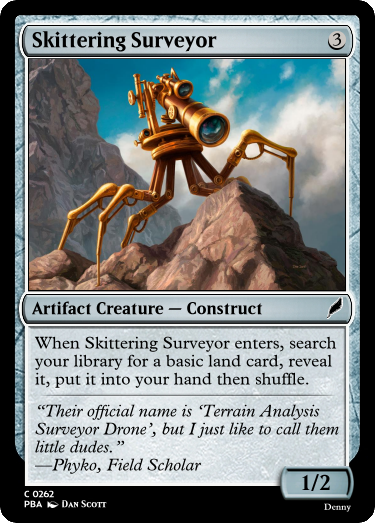 Skittering Surveyor 3
Artifact Creature — Construct
When Skittering Surveyor enters, search
your library for a basic land card, reveal
it, put it into your hand then shuffle.
“Their official name is ‘Terrain Analysis
Surveyor Drone’, but I just like to call them
little dudes.”
—Phyko, Field Scholar
1/2
C 0262
PBA Dan Scott
Denny